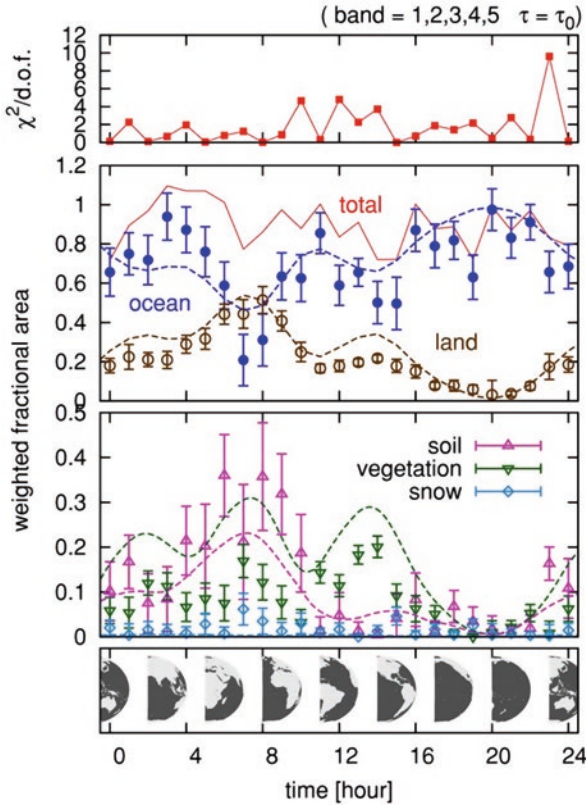 ( band = 1,2,3,4,5 τ = τ0)
χ2/d.o.f.
12
10
8
6
4
2
0
weighted fractional area
1.2
1
0.8
0.6
0.4
0.2
0
total
ocean
land
0.5
0.4
0.3
0.2
0.1
0
soil
vegetation
snow
0 4 8 12 16 20 24
time [hour]